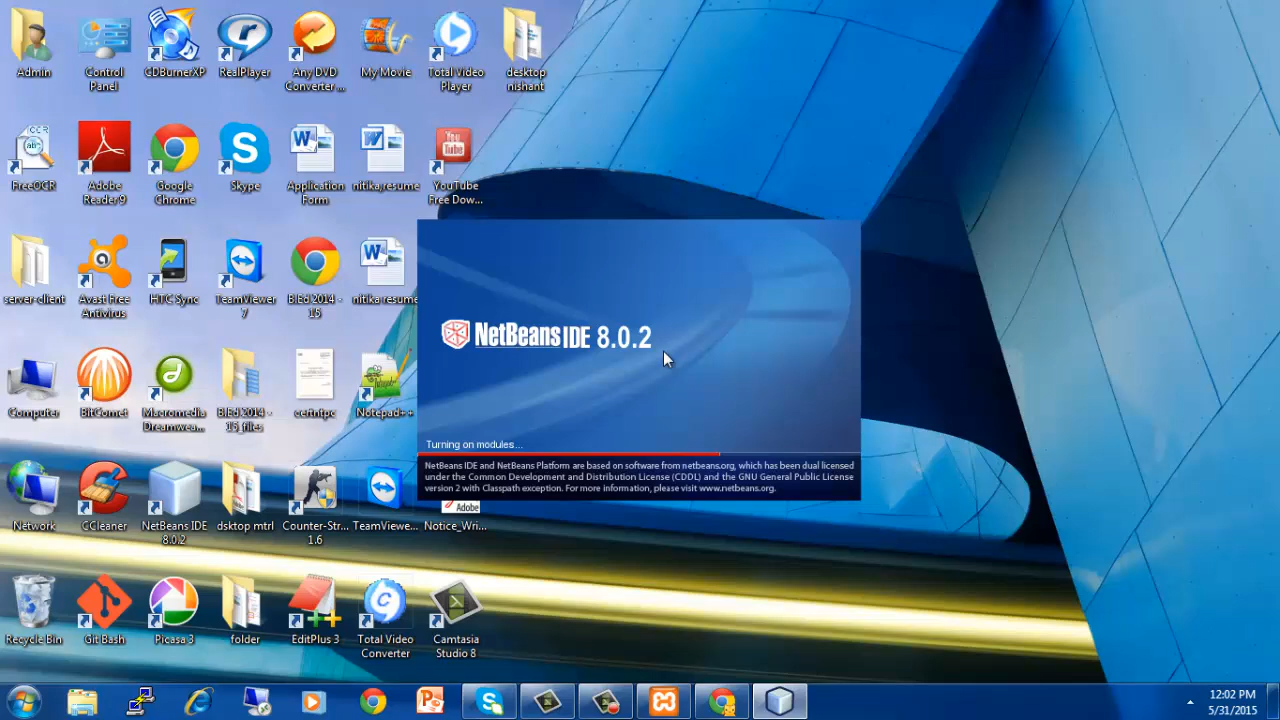 Admin
Control
Panel
CDBurnerXP
RealPlayer
Any DVD
Converter ...
My Movie
Total Video
Player
desktop
nishant
FreeOCR
Adobe
Reader 9
Google
Chrome
Skype
Application
Form
nitika;resume
You
Tube
YouTube
Free Dow...
server-client
Avast Free
Antivirus
HTC Sync
TeamViewer
7
B!Ed 2014 -
15
nitika resume
NetBeans IDE 8.0.2
Turning on modules...
NetBeans IDE and NetBeans Platform are based on software from netbeans.org, which has been dual licensed
under the Common Development and Distribution License (CDDL) and the GNU General Public License
version 2 with Classpath exception. For more information, please visit www.netbeans.org.
Computer
BitComet
Macromedia
Dreamwea...
B!Ed 2014 -
15_files
certntpc
Notepad++
Network
CCleaner
NetBeans IDE
8.0.2
dsktop mtrl
Counter-Str...
1.6
TeamViewe...
Adobe
Notice_Wri...
Recycle Bin
Git Bash
Picasa 3
folder
EditPlus 3
Total Video
Converter
Camtasia
Studio 8
12:02 PM
5/31/2015